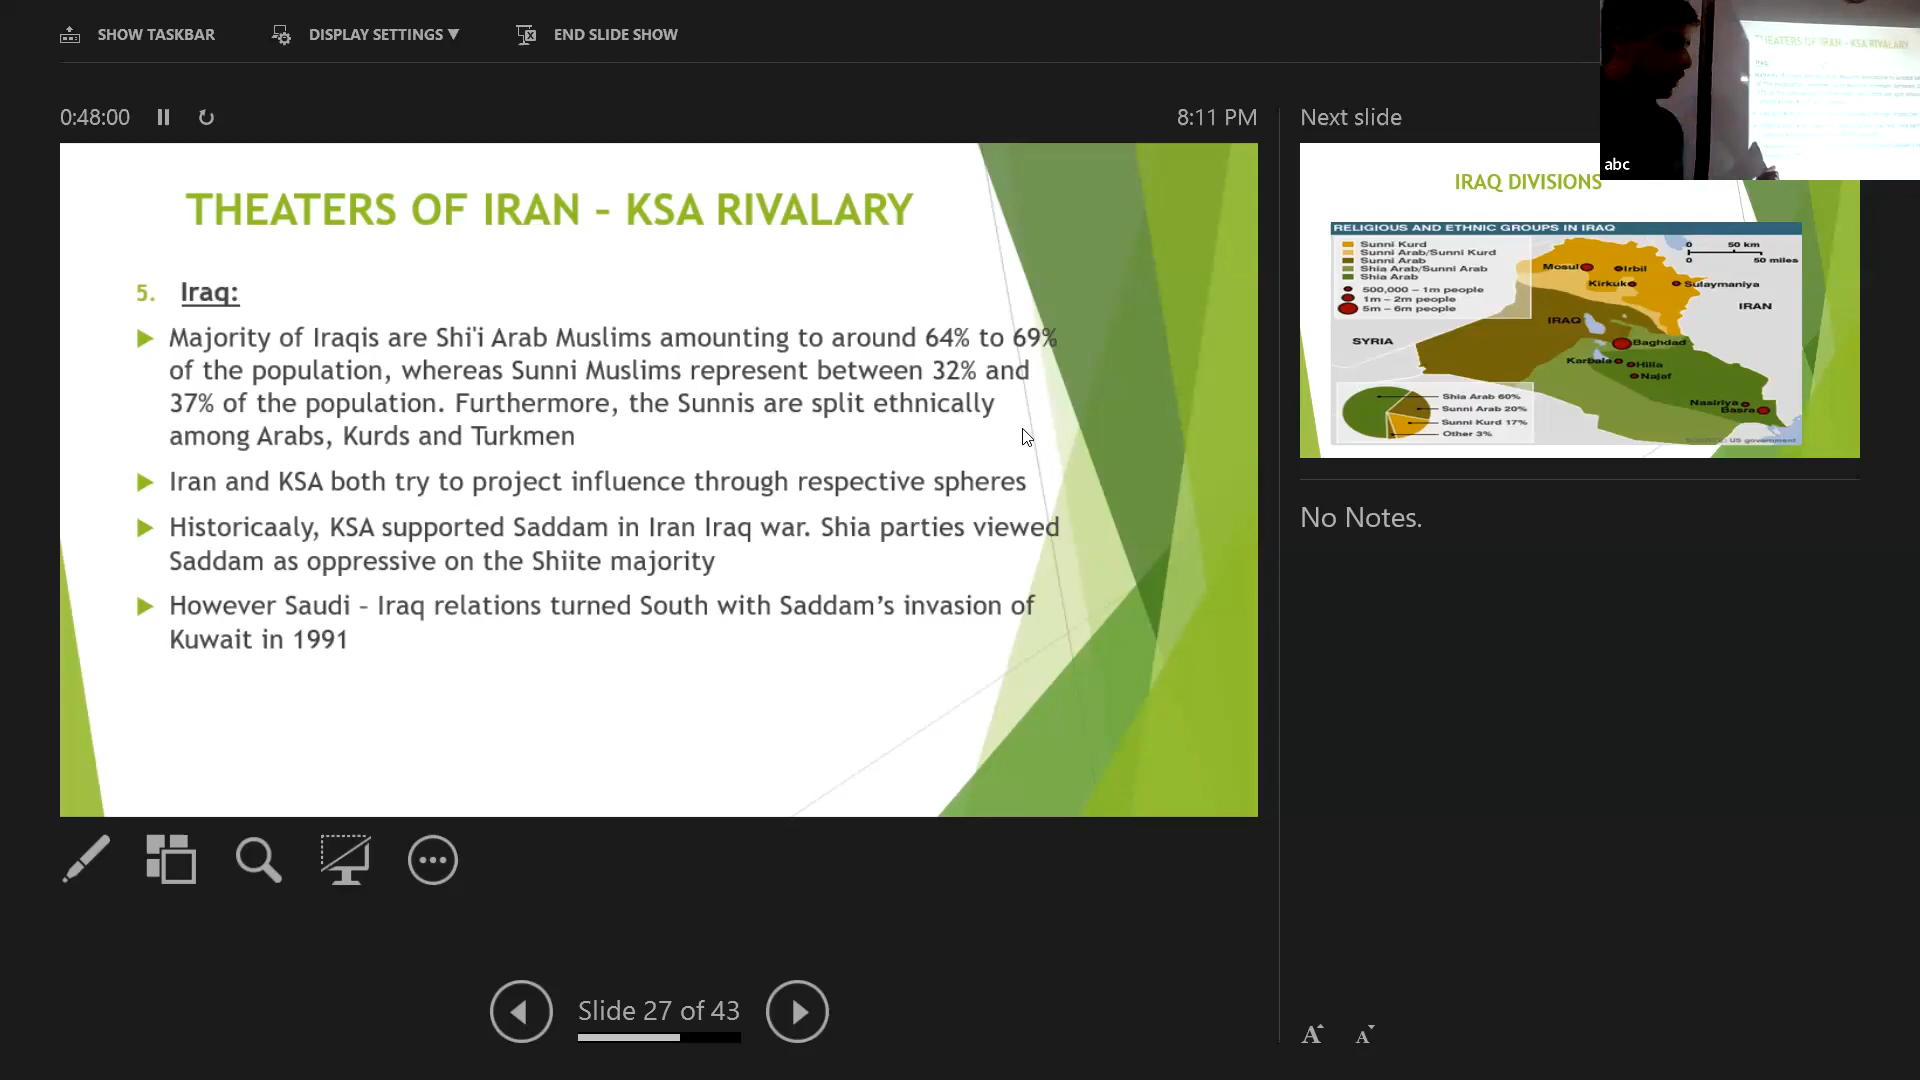 SHOW TASKBAR
DISPLAY SETTINGS ▼
END SLIDE SHOW
0:48:00
8:11 PM
Next slide
THEATERS OF IRAN – KSA RIVALARY
5. Iraq:
Majority of Iraqis are Shi'i Arab Muslims amounting to around 64% to 69%
of the population, whereas Sunni Muslims represent between 32% and
37% of the population. Furthermore, the Sunnis are split ethnically
among Arabs, Kurds and Turkmen
Iran and KSA both try to project influence through respective spheres
Historicaaly, KSA supported Saddam in Iran Iraq war. Shia parties viewed
Saddam as oppressive on the Shiite majority
However Saudi – Iraq relations turned South with Saddam’s invasion of
Kuwait in 1991
Slide 27 of 43
THEATERS OF IRAN – KSA RIVALARY
Iraq:
abc
IRAQ DIVISIONS
RELIGIOUS AND ETHNIC GROUPS IN IRAQ
Sunni Kurd
Sunni Arab/Sunni Kurd
Sunni Arab
Shia Arab/Sunni Arab
Shia Arab
500,000 – 1m people
1m – 2m people
5m – 6m people
0 50 km
0 50 miles
Mosul
Irbil
Kirkuk
Sulaymaniya
IRAN
IRAQ
SYRIA
Baghdad
Karbala
Hilla
Najaf
Nasiriya
Basra
Shia Arab 60%
Sunni Arab 20%
Sunni Kurd 17%
Other 3%
SOURCE: US government
No Notes.
A
A